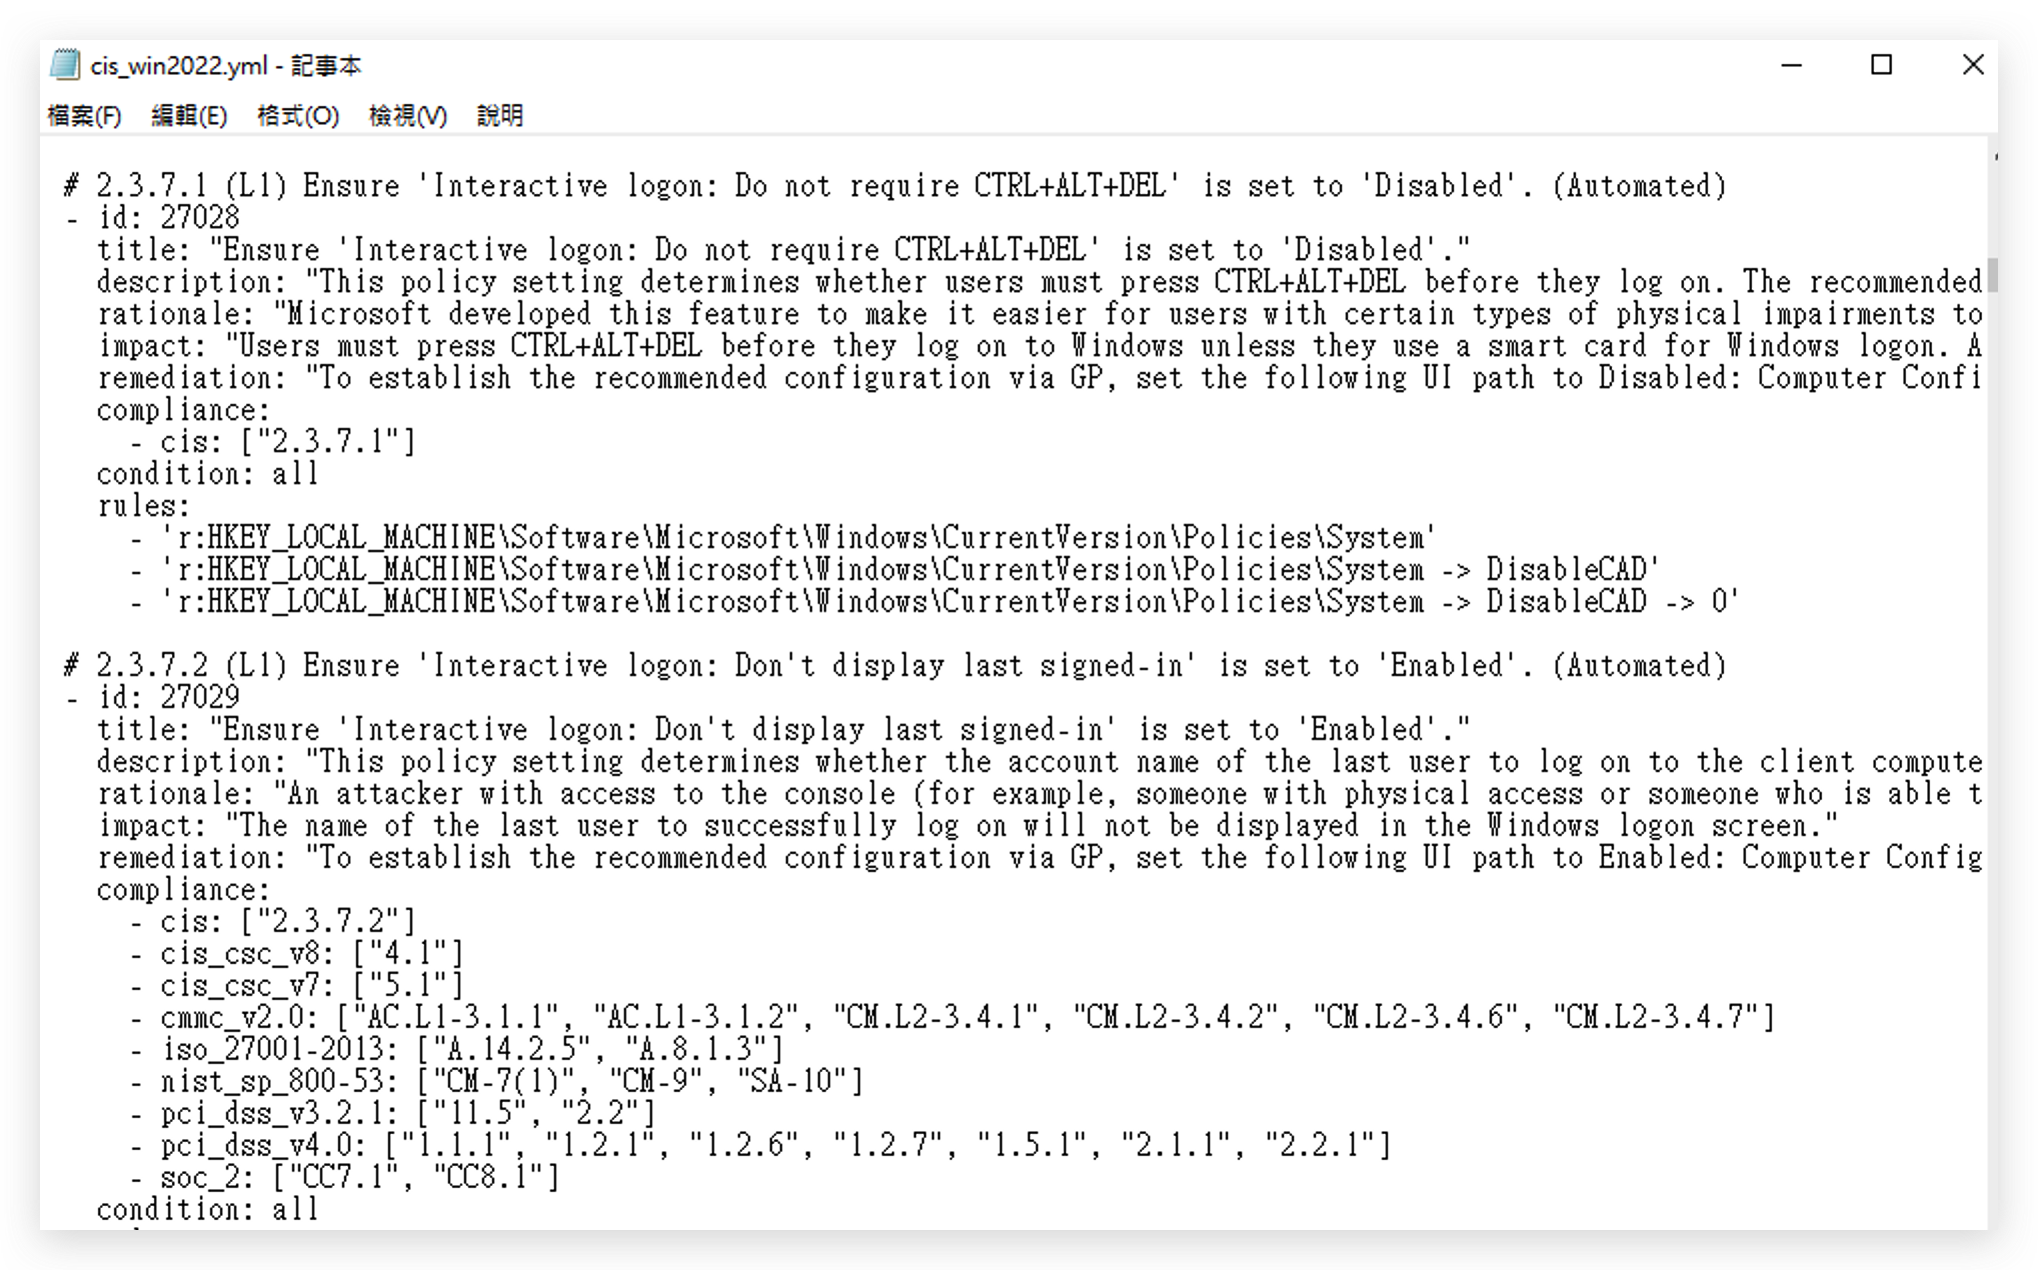 cis_win2022.yml - 記事本
檔案(F) 編輯(E) 格式(O) 檢視(V) 說明
# 2.3.7.1 (L1) Ensure 'Interactive logon: Do not require CTRL+ALT+DEL' is set to 'Disabled'. (Automated)
- id: 27028
title: "Ensure 'Interactive logon: Do not require CTRL+ALT+DEL' is set to 'Disabled'."
description: "This policy setting determines whether users must press CTRL+ALT+DEL before they log on. The recommended
rationale: "Microsoft developed this feature to make it easier for users with certain types of physical impairments to
impact: "Users must press CTRL+ALT+DEL before they log on to Windows unless they use a smart card for Windows logon. A
remediation: "To establish the recommended configuration via GP, set the following UI path to Disabled: Computer Confi
compliance:
- cis: ["2.3.7.1"]
condition: all
rules:
- 'r:HKEY_LOCAL_MACHINE\Software\Microsoft\Windows\CurrentVersion\Policies\System'
- 'r:HKEY_LOCAL_MACHINE\Software\Microsoft\Windows\CurrentVersion\Policies\System -> DisableCAD'
- 'r:HKEY_LOCAL_MACHINE\Software\Microsoft\Windows\CurrentVersion\Policies\System -> DisableCAD -> 0'
# 2.3.7.2 (L1) Ensure 'Interactive logon: Don't display last signed-in' is set to 'Enabled'. (Automated)
- id: 27029
title: "Ensure 'Interactive logon: Don't display last signed-in' is set to 'Enabled'."
description: "This policy setting determines whether the account name of the last user to log on to the client compute
rationale: "An attacker with access to the console (for example, someone with physical access or someone who is able t
impact: "The name of the last user to successfully log on will not be displayed in the Windows logon screen."
remediation: "To establish the recommended configuration via GP, set the following UI path to Enabled: Computer Config
compliance:
- cis: ["2.3.7.2"]
- cis_csc_v8: ["4.1"]
- cis_csc_v7: ["5.1"]
- cmmc_v2.0: ["AC.L1-3.1.1", "AC.L1-3.1.2", "CM.L2-3.4.1", "CM.L2-3.4.2", "CM.L2-3.4.6", "CM.L2-3.4.7"]
- iso_27001-2013: ["A.14.2.5", "A.8.1.3"]
- nist_sp_800-53: ["CM-7(1)", "CM-9", "SA-10"]
- pci_dss_v3.2.1: ["11.5", "2.2"]
- pci_dss_v4.0: ["1.1.1", "1.2.1", "1.2.6", "1.2.7", "1.5.1", "2.1.1", "2.2.1"]
- soc_2: ["CC7.1", "CC8.1"]
condition: all